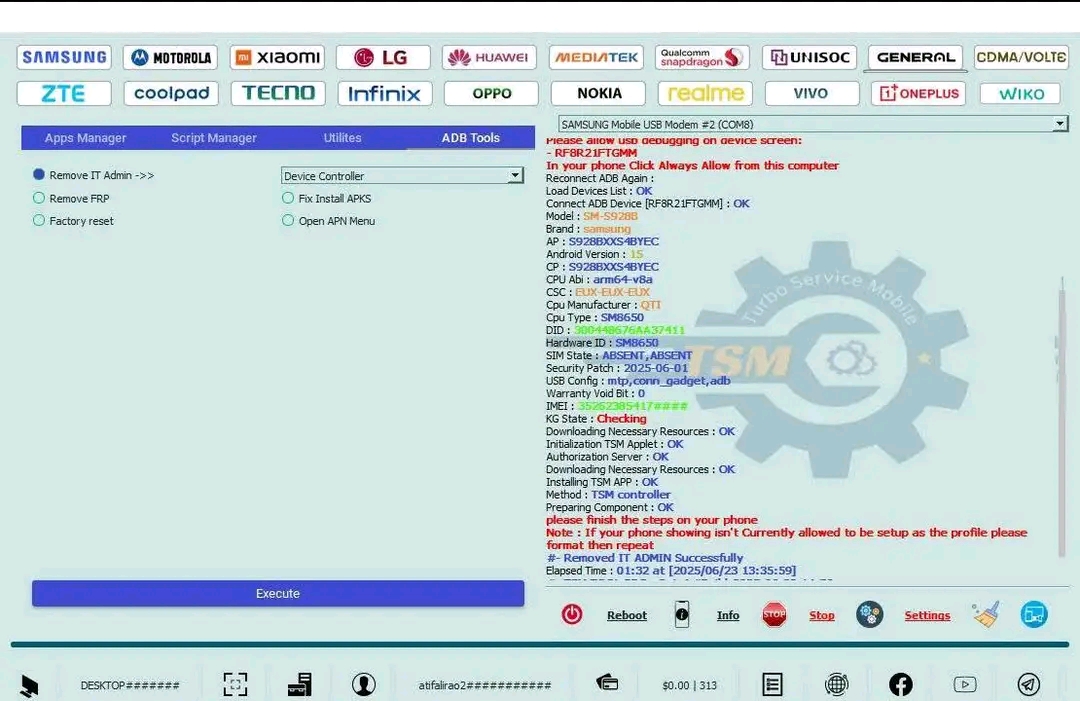 SAMSUNG
MOTOROLA
mi xiaomi
LG
HUAWEI
MEDIATEK
Qualcomm
snapdragon
UNISOC
GENERAL
CDMA/VOLTE
ZTE
coolpad
TECNO
Infinix
OPPO
NOKIA
realme
VIVO
1+ ONEPLUS
WIKO
Apps Manager
Script Manager
Utilites
ADB Tools
Remove IT Admin ->>
Device Controller
Remove FRP
Fix Install APKS
Factory reset
Open APN Menu
Execute
SAMSUNG Mobile USB Modem #2 (COM8)
Please allow usb debugging on device screen:
- RF8R21FTGMM
In your phone Click Always Allow from this computer
Reconnect ADB Again :
Load Devices List : OK
Connect ADB Device [RF8R21FTGMM] : OK
Model : SM-S928B
Brand : samsung
AP : S928BXXS4BYEC
Android Version : 15
CP : S928BXXS4BYEC
CPU Abi : arm64-v8a
CSC : EUX-EUX-EUX
Cpu Manufacturer : QTI
Cpu Type : SM8650
DID : 300448676AA37411
Hardware ID : SM8650
SIM State : ABSENT,ABSENT
Security Patch : 2025-06-01
USB Config : mtp,conn_gadget,adb
Warranty Void Bit : 0
IMEI : 35262385417####
KG State : Checking
Downloading Necessary Resources : OK
Initialization TSM Applet : OK
Authorization Server : OK
Downloading Necessary Resources : OK
Installing TSM APP : OK
Method : TSM controller
Preparing Component : OK
please finish the steps on your phone
Note : If your phone showing isn't Currently allowed to be setup as the profile please
format then repeat
#- Removed IT ADMIN Successfully
Elapsed Time : 01:32 at [2025/06/23 13:35:59]
Turbo Service Mobile
TSM
Reboot
Info
STOP
Stop
Settings
DESKTOP#######
atifalirao2###########
$0.00 | 313